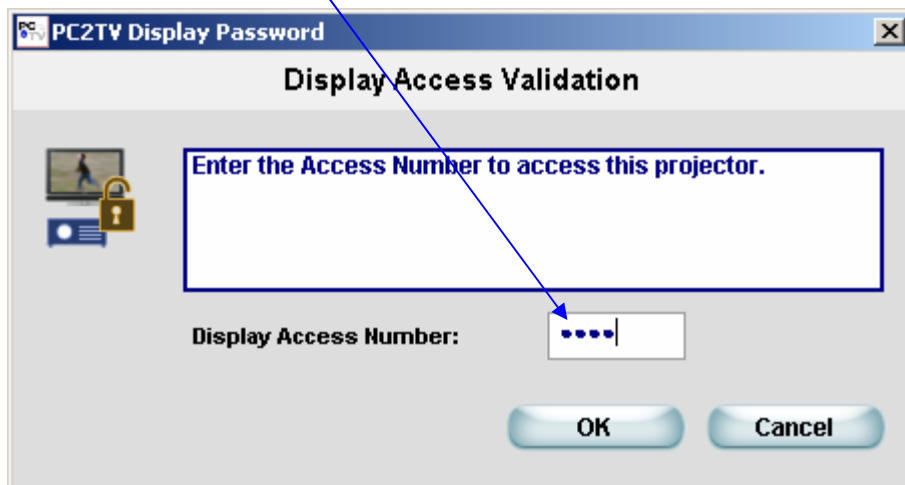 PC2TV Display Password
Display Access Validation
Enter the Access Number to access this projector.
Display Access Number: ••••
OK Cancel